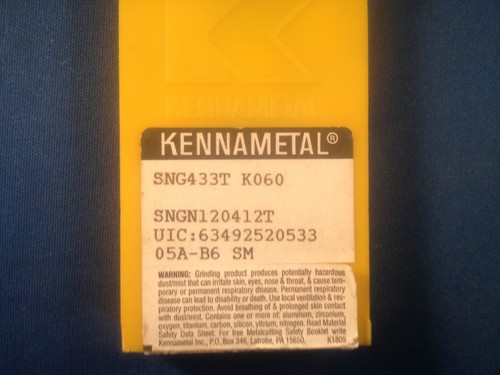 KENNAMETAL
KENNAMETAL®
SNG433T K060
SNGN120412T
UIC:63492520533
05A-B6 SM
WARNING: Grinding product produces potentially hazardous
dust/mist that can irritate skin, eyes, nose & throat, & cause tem-
porary or permanent respiratory disease. Permanent respiratory
disease can lead to disability or death. Use local ventilation & res-
piratory protection. Avoid breathing of & prolonged skin contact
with dust/mist. Contains one or more of: aluminum, zirconium,
oxygen, titanium, carbon, silicon, yttrium, nitrogen. Read Material
Safety Data Sheet. For free Metalcutting Safety Booklet write
Kennametal Inc., P.O. Box 346, Latrobe, PA 15650. K1805